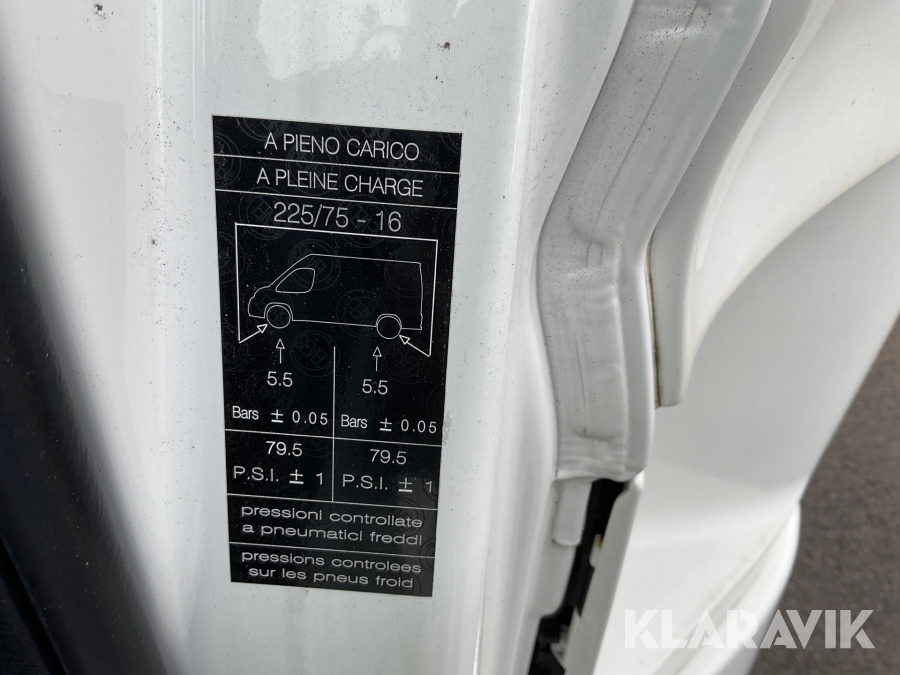 A PIENO CARICO
A PLEINE CHARGE
225/75 - 16
5.5 5.5
Bars ± 0.05 Bars ± 0.05
79.5 79.5
P.S.I. ± 1 P.S.I. ± 1
pressioni controllate
a pneumatici freddi
pressions controlees
sur les pneus froid
KLARAVIK